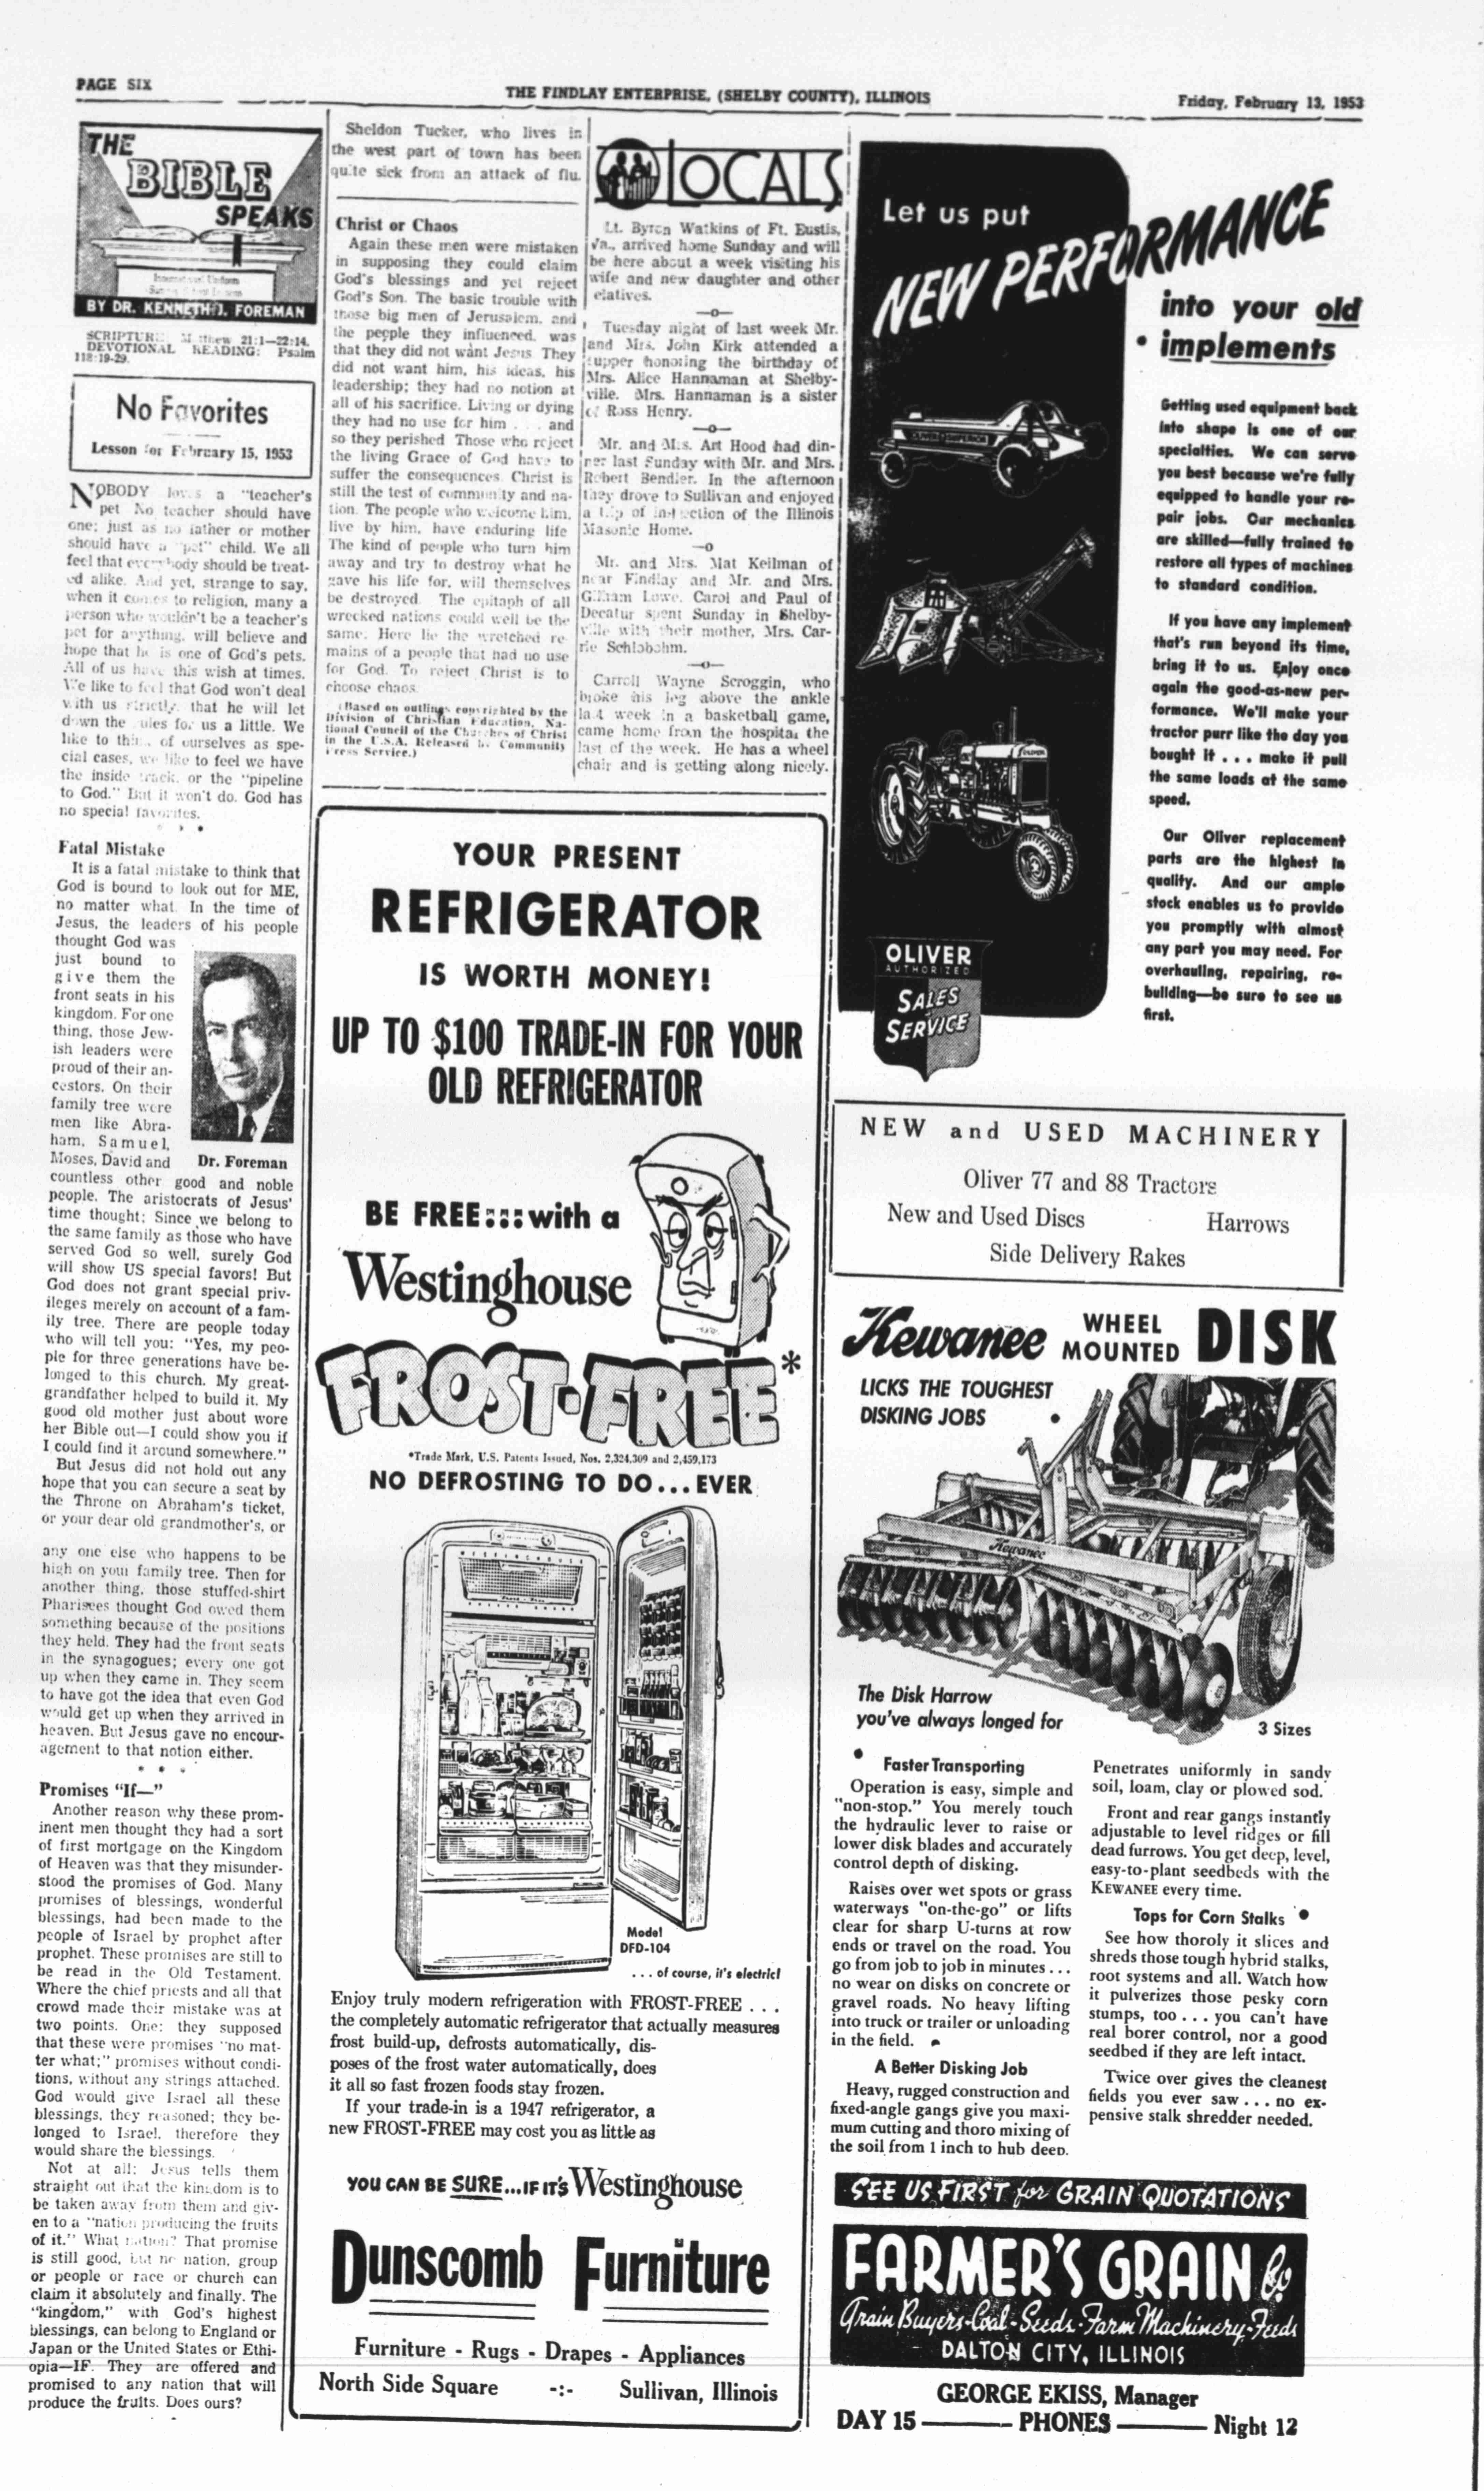 PAGE SIX
THE FINDLAY ENTERPRISE, (SHELBY COUNTY), ILLINOIS
Friday, February 13, 1953
THE
BIBLE
SPEAKS
International Uniform
BY DR. KENNETH J. FOREMAN
SCRIPTURE: Matthew 21:1—22:14.
DEVOTIONAL READING: Psalm
118:19-29.
No Favorites
Lesson for February 15, 1953
NOBODY loves a "teacher's
pet No teacher should have
one; just as no father or mother
should have a "pet" child. We all
feel that everybody should be treat-
ed alike. And yet, strange to say,
when it comes to religion, many a
person who wouldn't be a teacher's
pet for anything, will believe and
hope that he is one of God's pets.
All of us have this wish at times.
We like to feel that God won't deal
with us strictly, that he will let
down the rules for us a little. We
like to think of ourselves as spe-
cial cases, we like to feel we have
the inside track, or the "pipeline
to God." But it won't do. God has
no special favorites.
* * *
Fatal Mistake
It is a fatal mistake to think that
God is bound to look out for ME,
no matter what. In the time of
Jesus, the leaders of his people
thought God was
just bound to
give them the
front seats in his
kingdom. For one
thing, those Jew-
ish leaders were
proud of their an-
cestors. On their
family tree were
men like Abra-
ham, Samuel,
Moses, David and
Dr. Foreman
countless other good and noble
people. The aristocrats of Jesus'
time thought: Since we belong to
the same family as those who have
served God so well, surely God
will show US special favors! But
God does not grant special priv-
ileges merely on account of a fam-
ily tree. There are people today
who will tell you: "Yes, my peo-
ple for three generations have be-
longed to this church. My great-
grandfather helped to build it. My
good old mother just about wore
her Bible out—I could show you if
I could find it around somewhere."
But Jesus did not hold out any
hope that you can secure a seat by
the Throne on Abraham's ticket,
or your dear old grandmother's, or
any one else who happens to be
high on your family tree. Then for
another thing, those stuffed-shirt
Pharisees thought God owed them
something because of the positions
they held. They had the front seats
in the synagogues; every one got
up when they came in. They seem
to have got the idea that even God
would get up when they arrived in
heaven. But Jesus gave no encour-
agement to that notion either.
* * *
Promises "If—"
Another reason why these prom-
inent men thought they had a sort
of first mortgage on the Kingdom
of Heaven was that they misunder-
stood the promises of God. Many
promises of blessings, wonderful
blessings, had been made to the
people of Israel by prophet after
prophet. These promises are still to
be read in the Old Testament.
Where the chief priests and all that
crowd made their mistake was at
two points. One: they supposed
that these were promises "no mat-
ter what;" promises without condi-
tions, without any strings attached.
God would give Israel all these
blessings, they reasoned; they be-
longed to Israel, therefore they
would share the blessings.
Not at all: Jesus tells them
straight out that the kingdom is to
be taken away from them and giv-
en to a "nation producing the fruits
of it." What nation? That promise
is still good, but no nation, group
or people or race or church can
claim it absolutely and finally. The
"kingdom," with God's highest
blessings, can belong to England or
Japan or the United States or Ethi-
opia—IF. They are offered and
promised to any nation that will
produce the fruits. Does ours?
Sheldon Tucker, who lives in
the west part of town has been
quite sick from an attack of flu.
Christ or Chaos
Again these men were mistaken
in supposing they could claim
God's blessings and yet reject
God's Son. The basic trouble with
those big men of Jerusalem, and
the people they influenced, was
that they did not want Jesus They
did not want him, his ideas, his
leadership; they had no notion at
all of his sacrifice. Living or dying
they had no use for him . . . and
so they perished Those who reject
the living Grace of God have to
suffer the consequences. Christ is
still the test of community and na-
tion. The people who welcome him,
live by him, have enduring life
The kind of people who turn him
away and try to destroy what he
gave his life for, will themselves
be destroyed. The epitaph of all
wrecked nations could well be the
same: Here lie the wretched re-
mains of a people that had no use
for God. To reject Christ is to
choose chaos.
(Based on outlines copyrighted by the
Division of Christian Education, Na-
tional Council of the Churches of Christ
in the U.S.A. Released by Community
Press Service.)
LOCALS
Lt. Byron Watkins of Ft. Eustis,
Va., arrived home Sunday and will
be here about a week visiting his
wife and new daughter and other
elatives.
—o—
Tuesday night of last week Mr.
and Mrs. John Kirk attended a
supper honoring the birthday of
Mrs. Alice Hannaman at Shelby-
ville. Mrs. Hannaman is a sister
of Ross Henry.
—o—
Mr. and Mrs. Art Hood had din-
ner last Sunday with Mr. and Mrs.
Robert Bendler. In the afternoon
they drove to Sullivan and enjoyed
a trip of inspection of the Illinois
Masonic Home.
—o
Mr. and Mrs. Mat Keilman of
near Findlay and Mr. and Mrs.
Gilliam Lowe, Carol and Paul of
Decatur spent Sunday in Shelby-
ville with their mother, Mrs. Car-
rie Schlobohm.
—o—
Carroll Wayne Scroggin, who
broke his leg above the ankle
last week in a basketball game,
came home from the hospital the
last of the week. He has a wheel
chair and is getting along nicely.
YOUR PRESENT
REFRIGERATOR
IS WORTH MONEY!
UP TO $100 TRADE-IN FOR YOUR
OLD REFRIGERATOR
BE FREE::: with a
Westinghouse
FROST-FREE*
*Trade Mark, U.S. Patents Issued, Nos. 2,324,309 and 2,459,173
NO DEFROSTING TO DO...EVER
WESTINGHOUSE
Model
DFD-104
... of course, it's electric!
Enjoy truly modern refrigeration with FROST-FREE ...
the completely automatic refrigerator that actually measures
frost build-up, defrosts automatically, dis-
poses of the frost water automatically, does
it all so fast frozen foods stay frozen.
If your trade-in is a 1947 refrigerator, a
new FROST-FREE may cost you as little as
YOU CAN BE SURE...IF IT'S Westinghouse
Dunscomb Furniture
Furniture - Rugs - Drapes - Appliances
North Side Square -:- Sullivan, Illinois
Let us put
NEW PERFORMANCE
into your old
implements
Getting used equipment back
into shape is one of our
specialties. We can serve
you best because we're fully
equipped to handle your re-
pair jobs. Our mechanics
are skilled—fully trained to
restore all types of machines
to standard condition.
If you have any implement
that's run beyond its time,
bring it to us. Enjoy once
again the good-as-new per-
formance. We'll make your
tractor purr like the day you
bought it . . . make it pull
the same loads at the same
speed.
Our Oliver replacement
parts are the highest in
quality. And our ample
stock enables us to provide
you promptly with almost
any part you may need. For
overhauling, repairing, re-
building—be sure to see us
first.
OLIVER SUPERIOR
OLIVER
OLIVER
AUTHORIZED
SALES
SERVICE
NEW and USED MACHINERY
Oliver 77 and 88 Tractors
New and Used Discs Harrows
Side Delivery Rakes
Kewanee WHEEL MOUNTED DISK
LICKS THE TOUGHEST
DISKING JOBS
Kewanee
The Disk Harrow
you've always longed for
3 Sizes
Faster Transporting
Operation is easy, simple and
"non-stop." You merely touch
the hydraulic lever to raise or
lower disk blades and accurately
control depth of disking.
Raises over wet spots or grass
waterways "on-the-go" or lifts
clear for sharp U-turns at row
ends or travel on the road. You
go from job to job in minutes...
no wear on disks on concrete or
gravel roads. No heavy lifting
into truck or trailer or unloading
in the field.
A Better Disking Job
Heavy, rugged construction and
fixed-angle gangs give you maxi-
mum cutting and thoro mixing of
the soil from 1 inch to hub deep.
Penetrates uniformly in sandy
soil, loam, clay or plowed sod.
Front and rear gangs instantly
adjustable to level ridges or fill
dead furrows. You get deep, level,
easy-to-plant seedbeds with the
KEWANEE every time.
Tops for Corn Stalks
See how thoroly it slices and
shreds those tough hybrid stalks,
root systems and all. Watch how
it pulverizes those pesky corn
stumps, too ... you can't have
real borer control, nor a good
seedbed if they are left intact.
Twice over gives the cleanest
fields you ever saw ... no ex-
pensive stalk shredder needed.
SEE US FIRST for GRAIN QUOTATIONS
FARMER'S GRAIN Co
Grain Buyers-Coal-Seeds-Farm Machinery-Feeds
DALTON CITY, ILLINOIS
GEORGE EKISS, Manager
DAY 15 ——— PHONES ——— Night 12